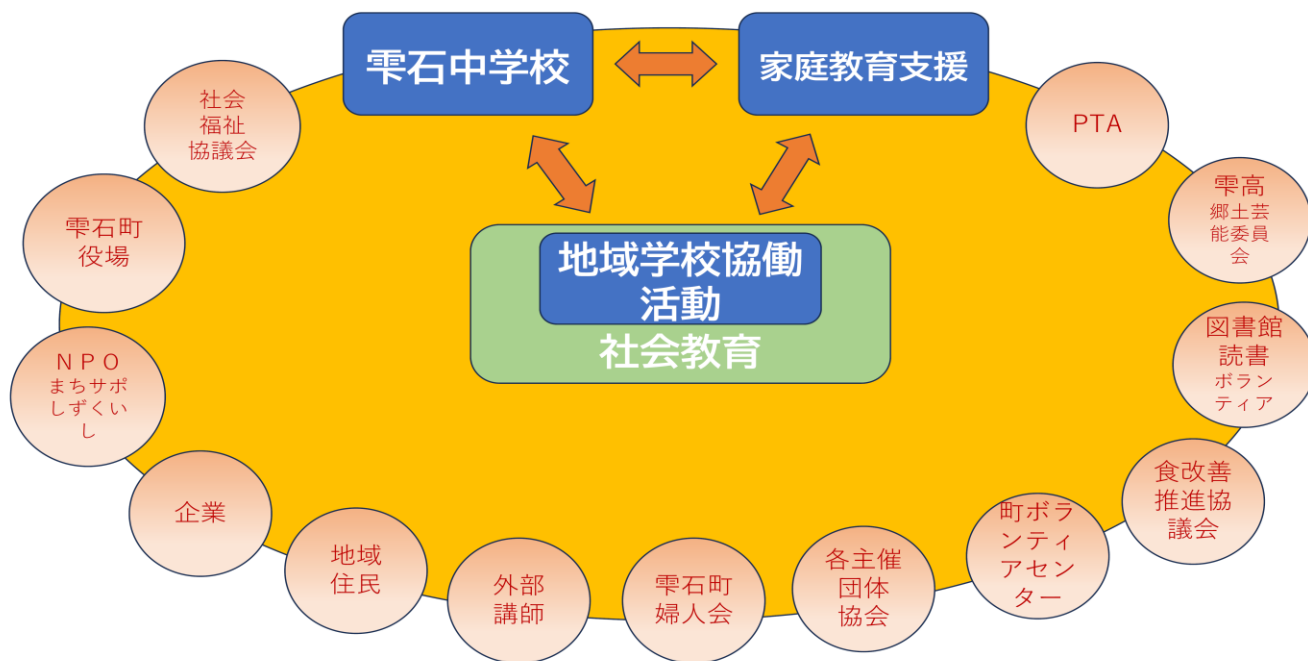 雫石中学校
家庭教育支援
地域学校協働
活動
社会教育
社会
福祉
協議会
雫石町
役場
ＮＰＯ
まちサポ
しずくい
し
企業
地域
住民
外部
講師
雫石町
婦人会
各主催
団体
協会
町ボラ
ンティ
アセン
ター
食改善
推進協
議会
図書館
読書
ボラン
ティア
雫高
郷土芸
能委員
会
PTA